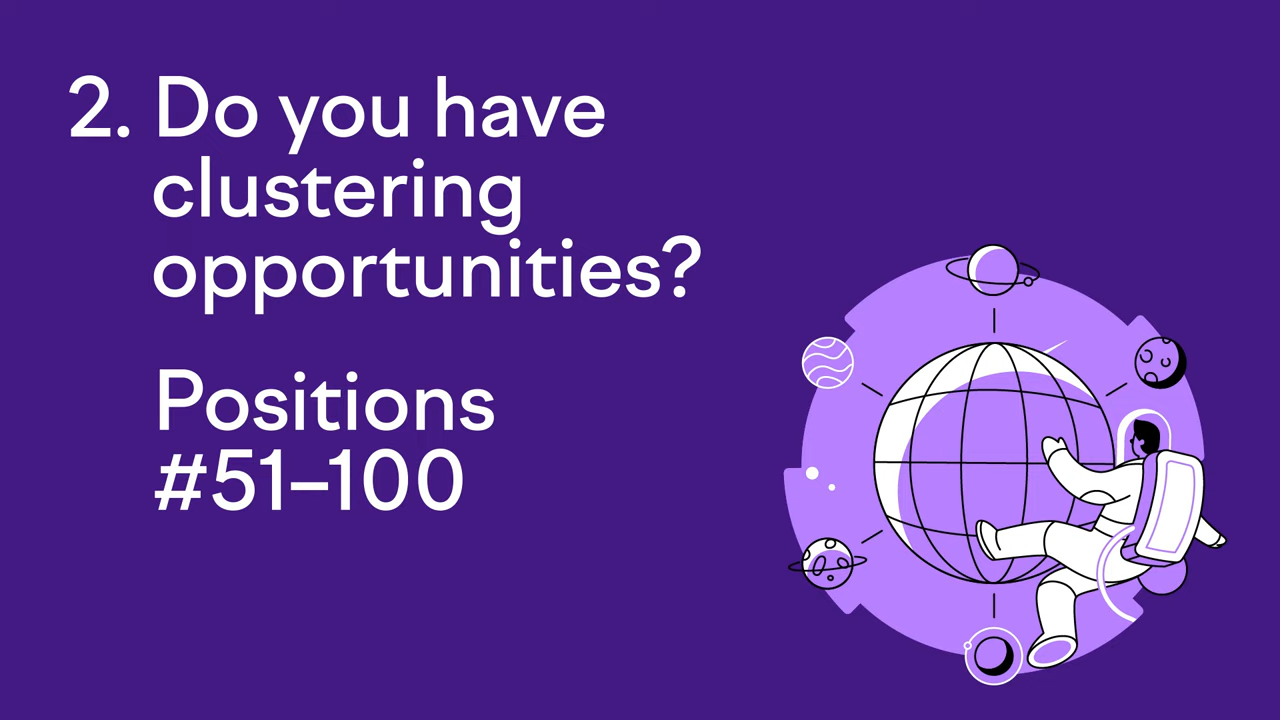 2. Do you have
clustering
opportunities?
Positions
#51–100